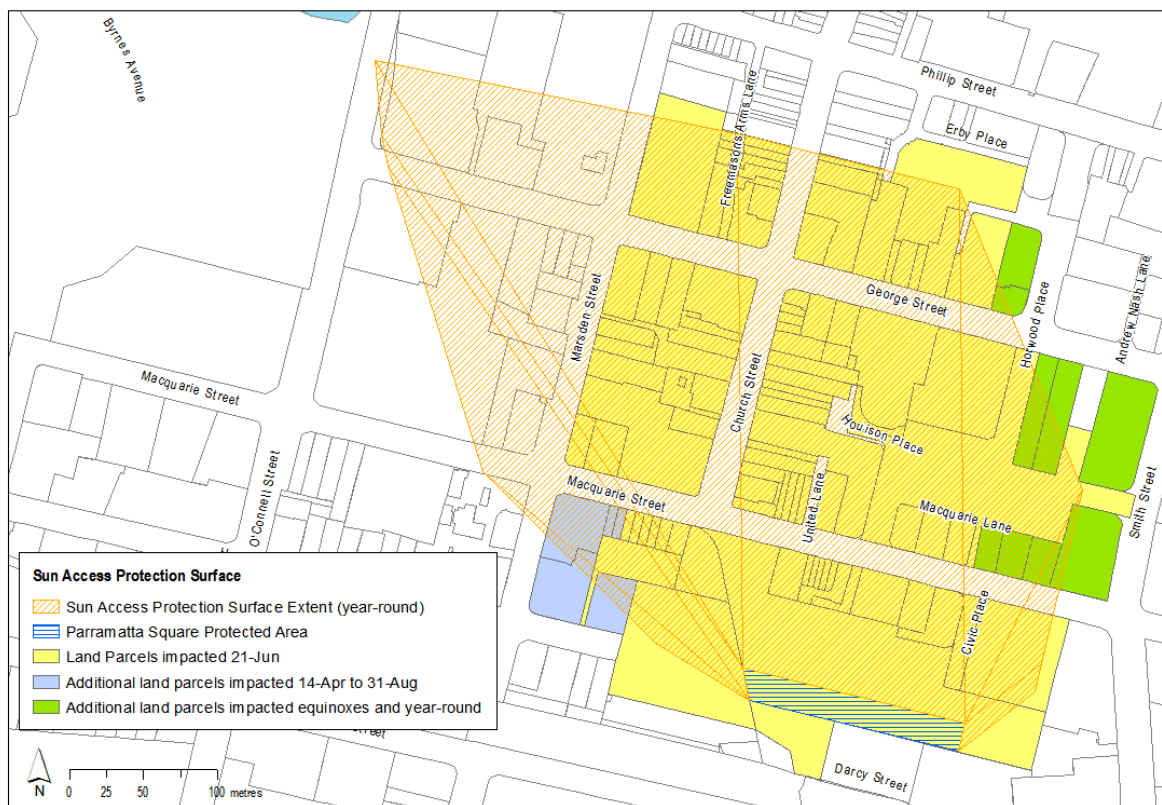 Byrnes Avenue
Phillip Street
Erby Place
Freemasons Arms Lane
Andrew Nash Lane
Horwood Place
George Street
Marsden Street
Church Street
Houison Place
Macquarie Street
O'Connell Street
Macquarie Street
United Lane
Macquarie Lane
Smith Street
Civic Place
Darcy Street
Sun Access Protection Surface
Sun Access Protection Surface Extent (year-round)
Parramatta Square Protected Area
Land Parcels impacted 21-Jun
Additional land parcels impacted 14-Apr to 31-Aug
Additional land parcels impacted equinoxes and year-round
N
0 25 50 100 metres